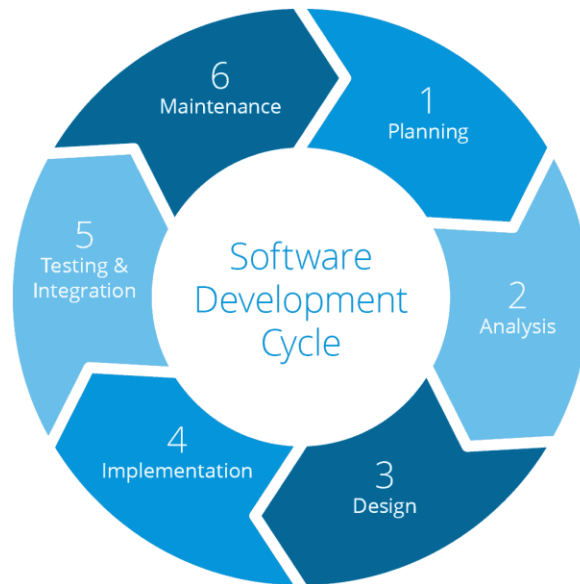 Software
Development
Cycle
1
Planning
2
Analysis
3
Design
4
Implementation
5
Testing &
Integration
6
Maintenance